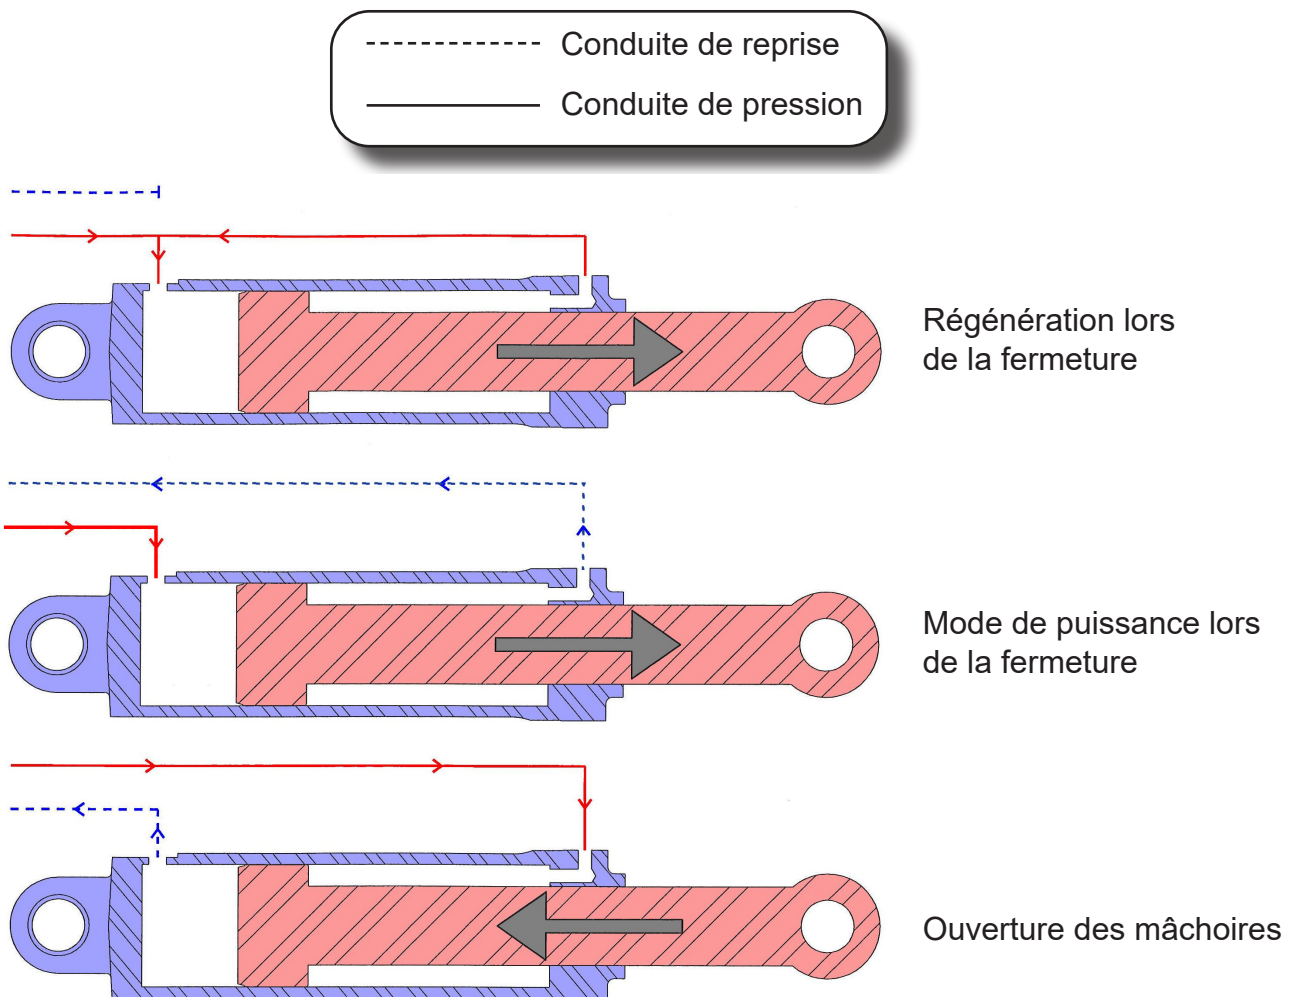 Conduite de reprise
Conduite de pression
Régénération lors
de la fermeture
Mode de puissance lors
de la fermeture
Ouverture des mâchoires